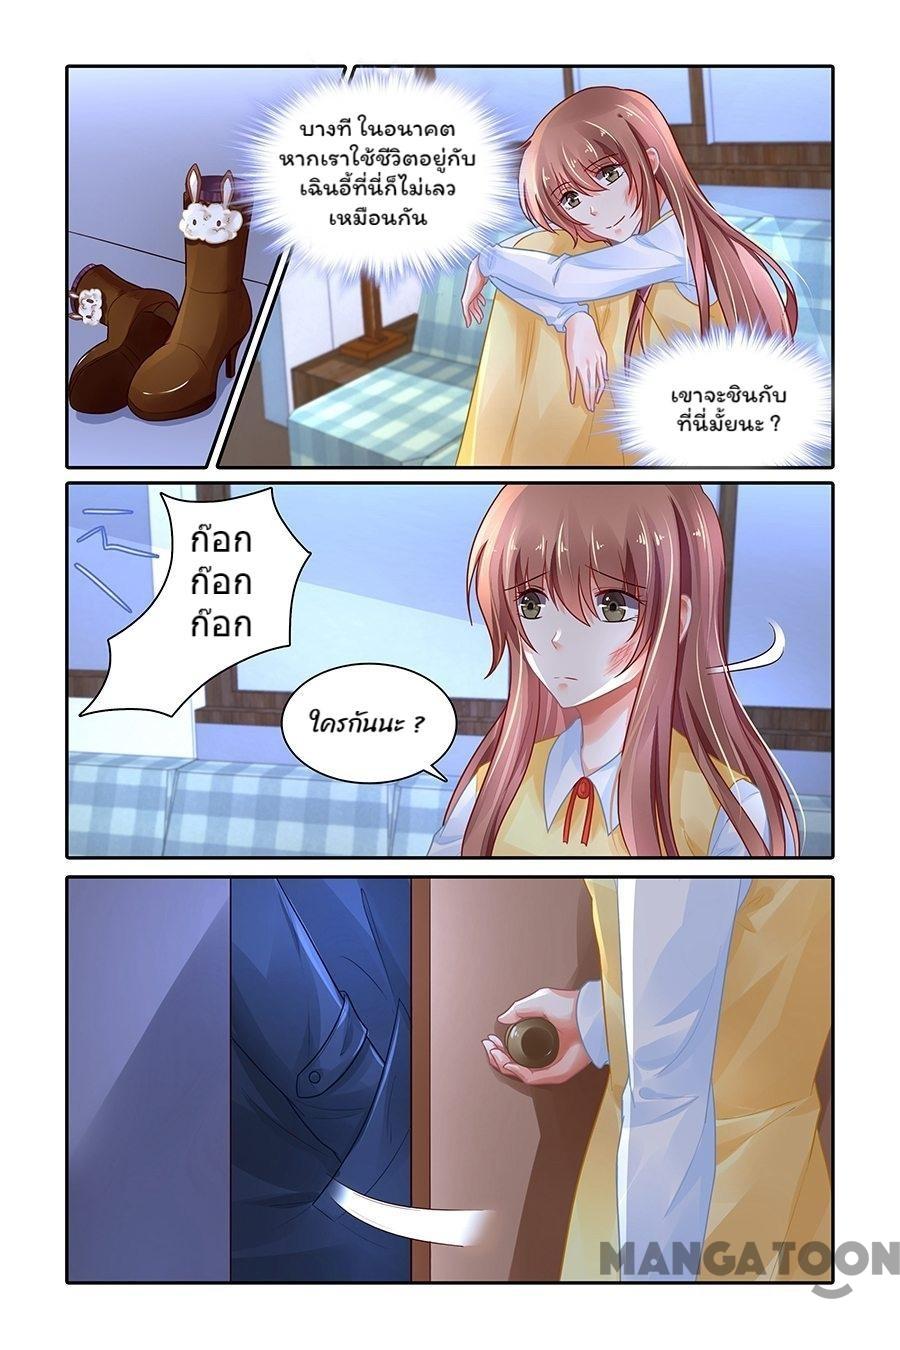 บางที ในอนาคต
หากเราใช้ชีวิตอยู่กับ
เฉินอี้ที่นี่ก็ไม่เลว
เหมือนกัน
เขาจะชินกับ
ที่นี่มั้ยนะ ?
ก๊อก
ก๊อก
ก๊อก
ใครกันนะ ?
MANGATOON